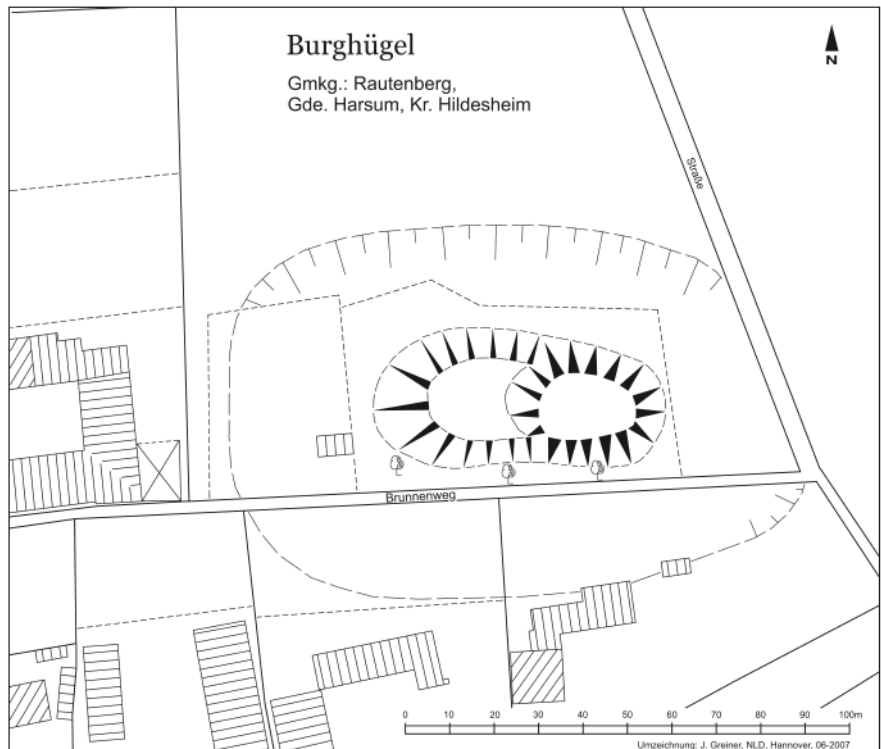 Burghügel
Gmkg.: Rautenberg,
Gde. Harsum, Kr. Hildesheim
N
Straße
Brunnenweg
0 10 20 30 40 50 60 70 80 90 100m
Umzeichnung: J. Greiner, NLD, Hannover, 06-2007